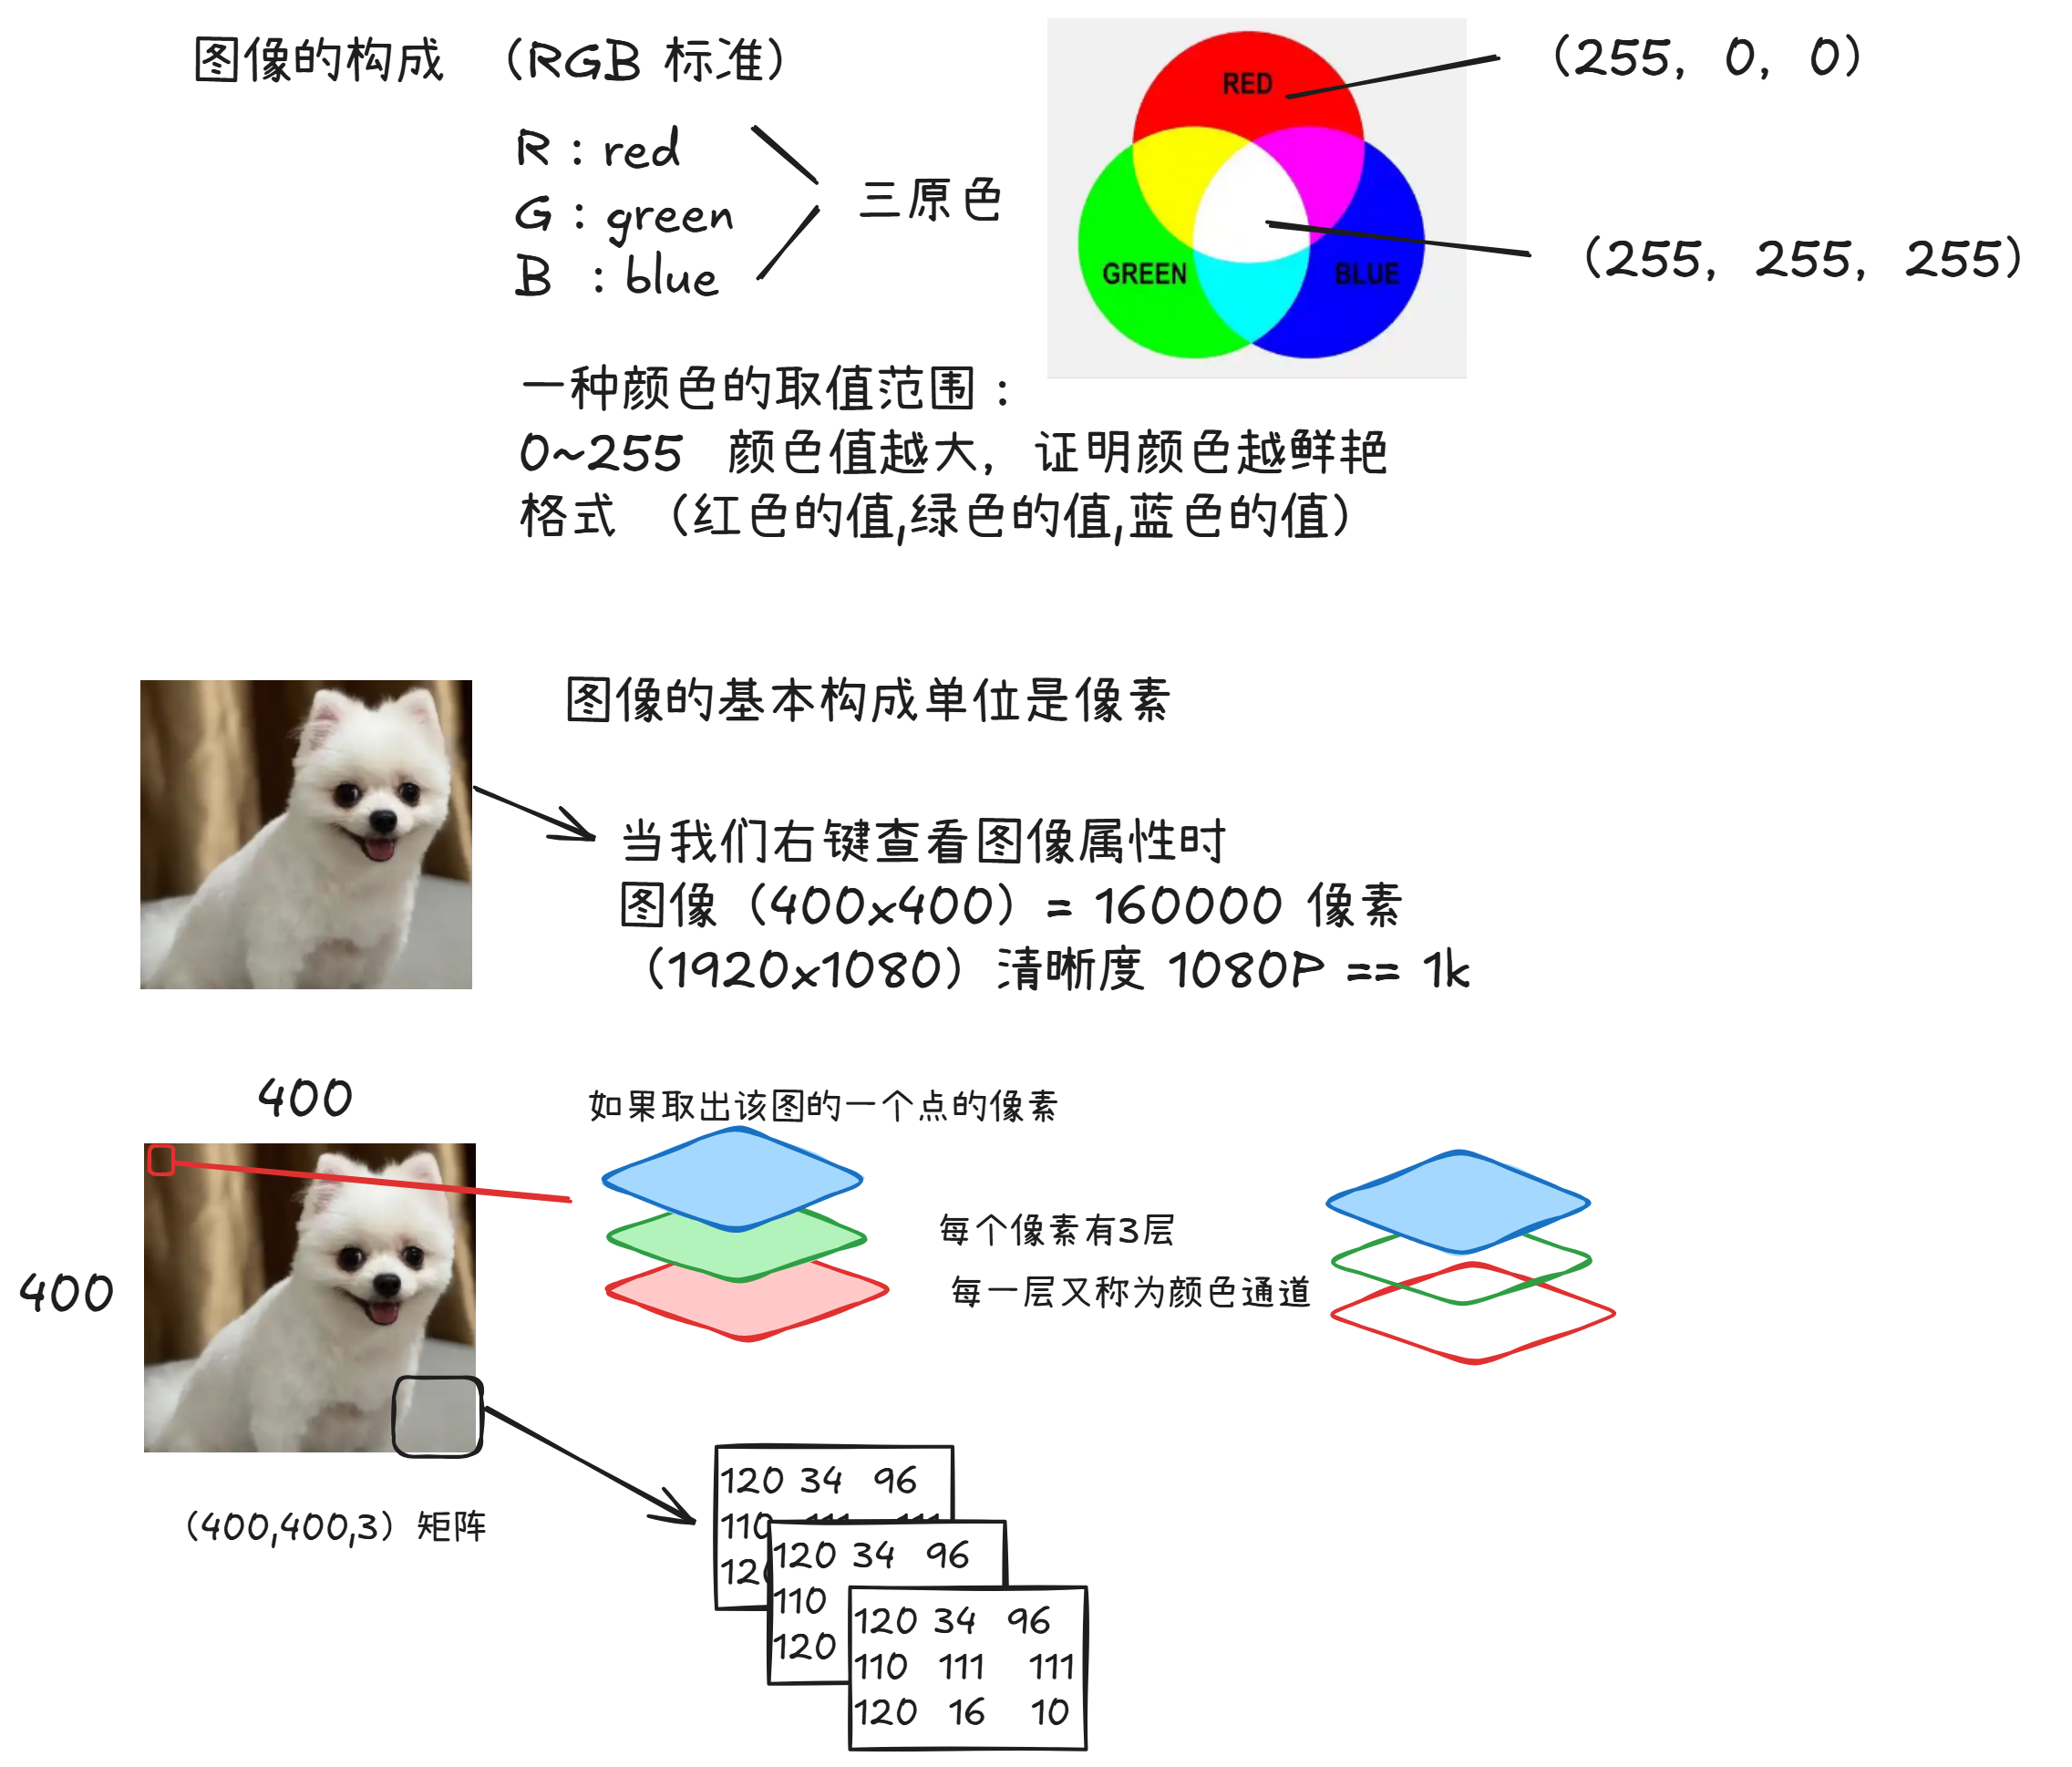 图像的构成 （RGB 标准）
R：red
G：green
B ：blue
三原色
RED
GREEN
BLUE
（255，0，0）
（255，255，255）
一种颜色的取值范围：
0~255 颜色值越大，证明颜色越鲜艳
格式 （红色的值,绿色的值,蓝色的值）
图像的基本构成单位是像素
当我们右键查看图像属性时
图像（400x400）= 160000 像素
（1920x1080）清晰度 1080P == 1k
400
400
如果取出该图的一个点的像素
每个像素有3层
每一层又称为颜色通道
（400,400,3）矩阵
120 34 96
110
120 34 96
110
120
120 34 96
110 111 111
120 16 10